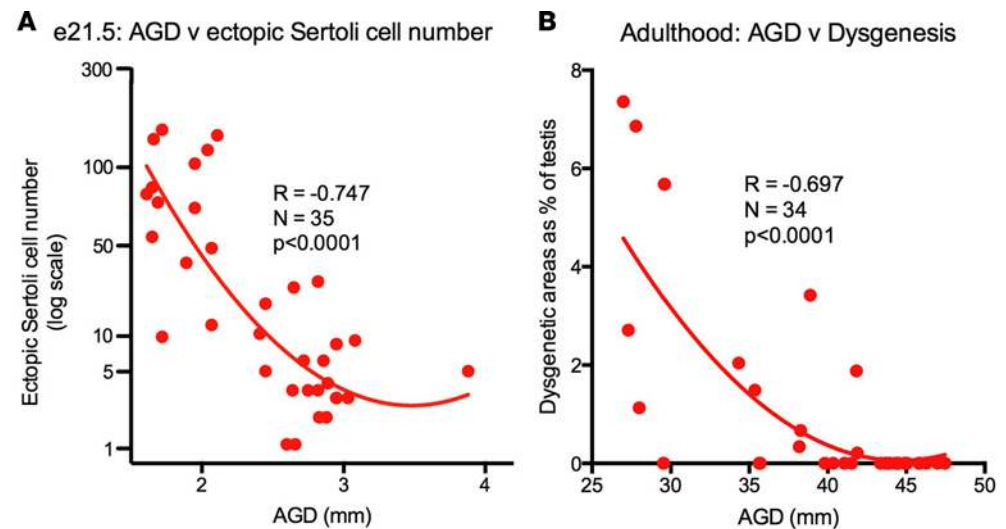 A e21.5: AGD v ectopic Sertoli cell number
300
100
50
10
5
1
Ectopic Sertoli cell number
(log scale)
R = -0.747
N = 35
p<0.0001
2 3 4
AGD (mm)
B Adulthood: AGD v Dysgenesis
8
6
4
2
0
Dysgenetic areas as % of testis
R = -0.697
N = 34
p<0.0001
25 30 35 40 45 50
AGD (mm)